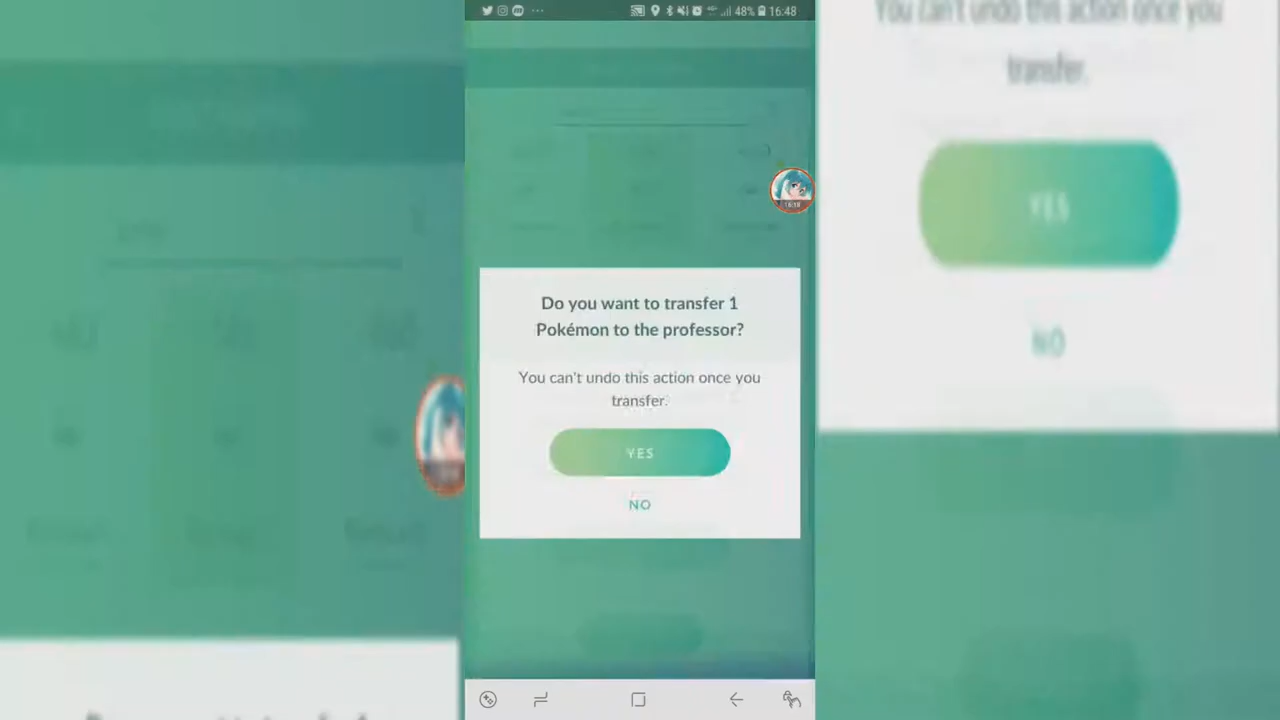 48% 16:48
Do you want to transfer 1
Pokémon to the professor?
You can't undo this action once you
transfer.
YES
NO
You can't undo this action once you
transfer.
YES
NO